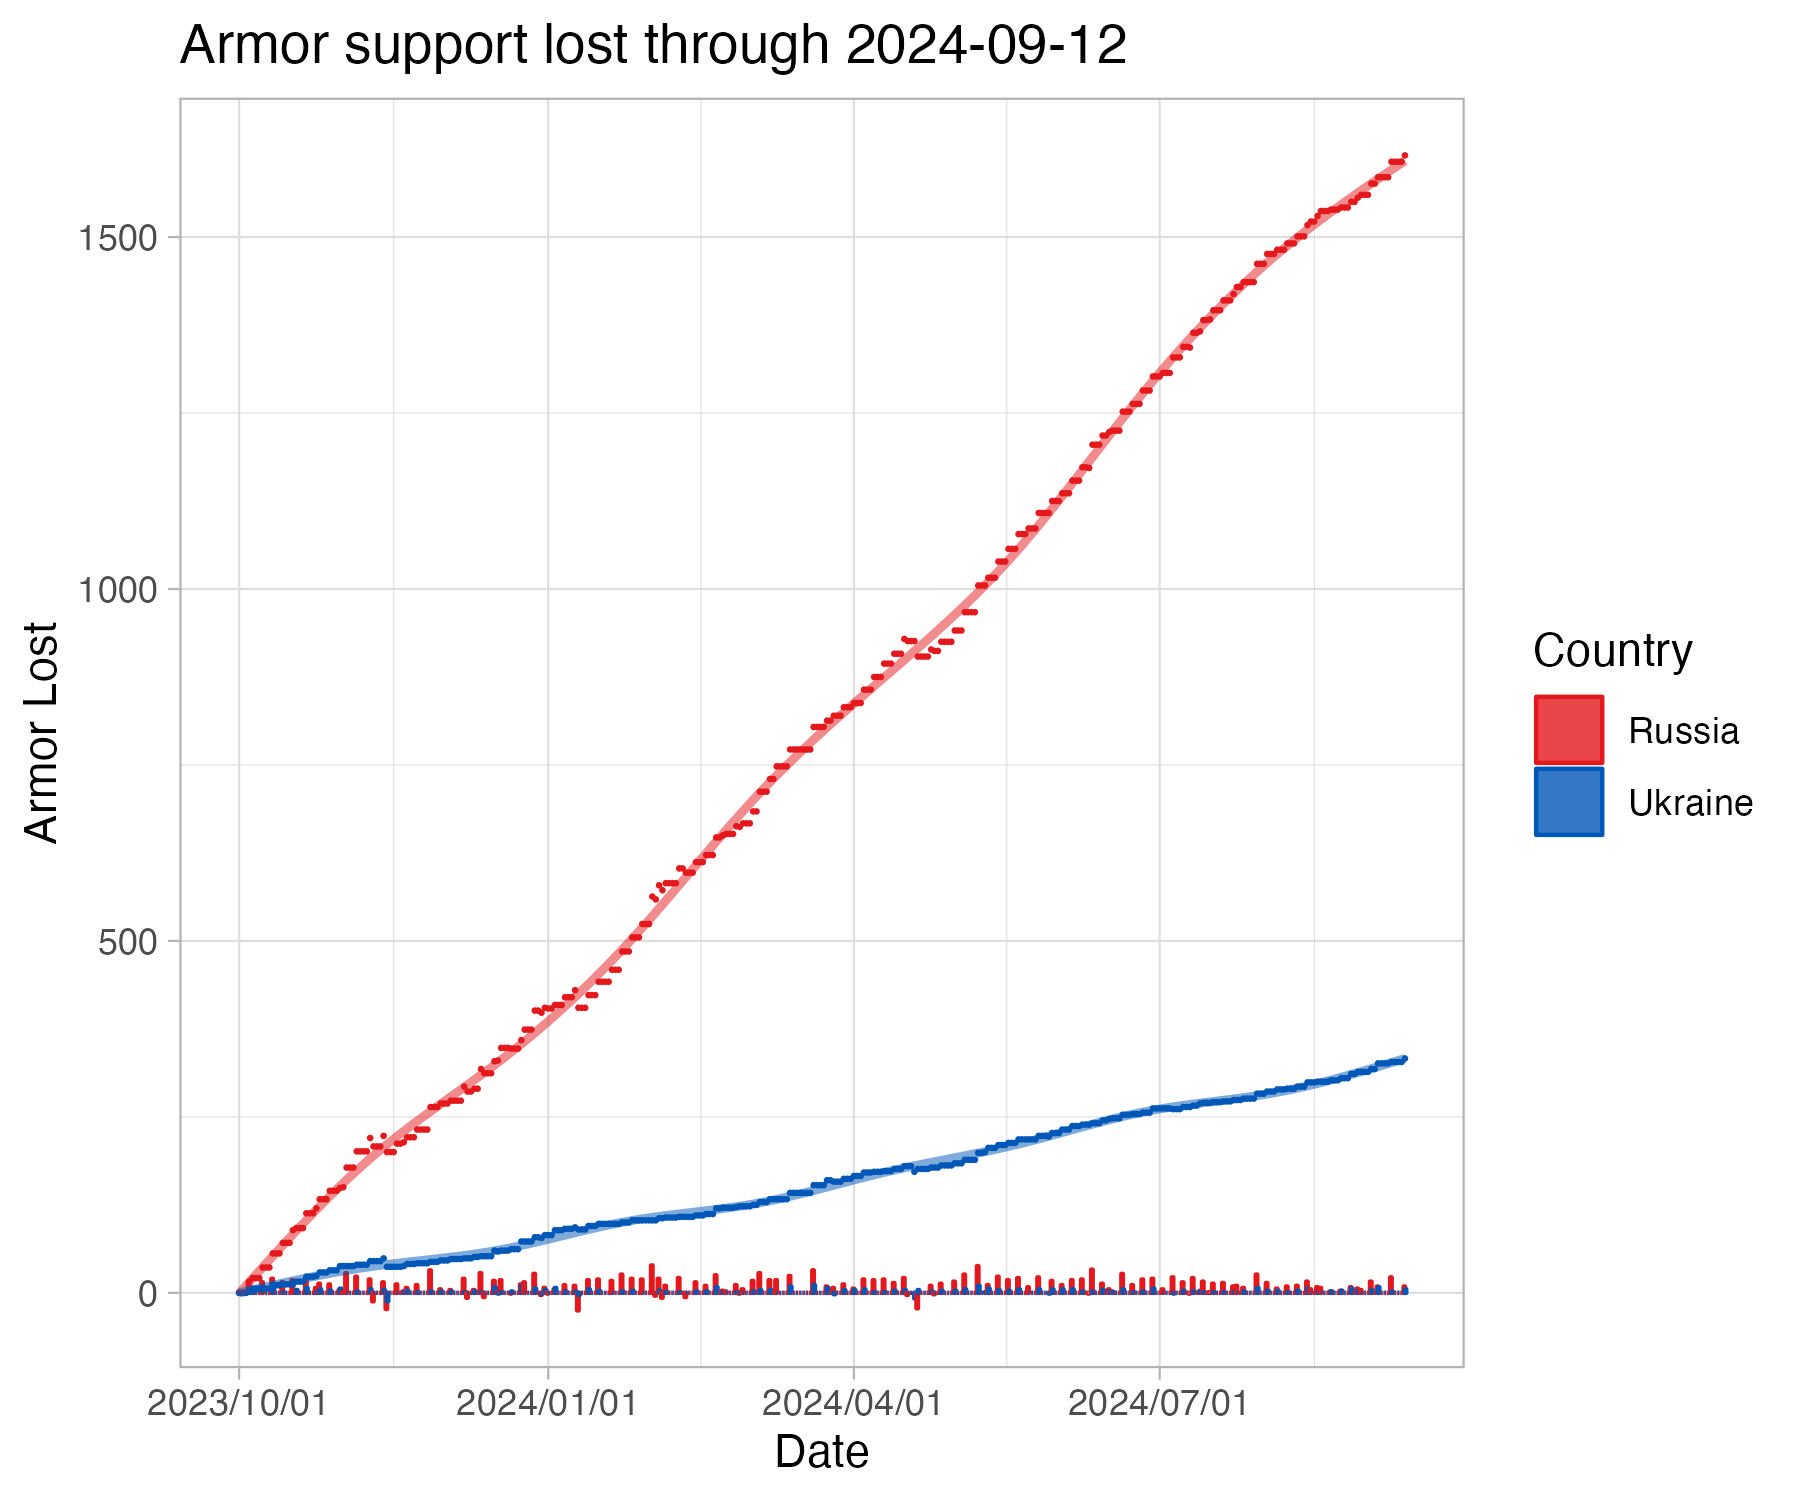 Armor support lost through 2024-09-12
1500
1000
500
0
Armor Lost
2023/10/01
2024/01/01
2024/04/01
2024/07/01
Date
Country
Russia
Ukraine